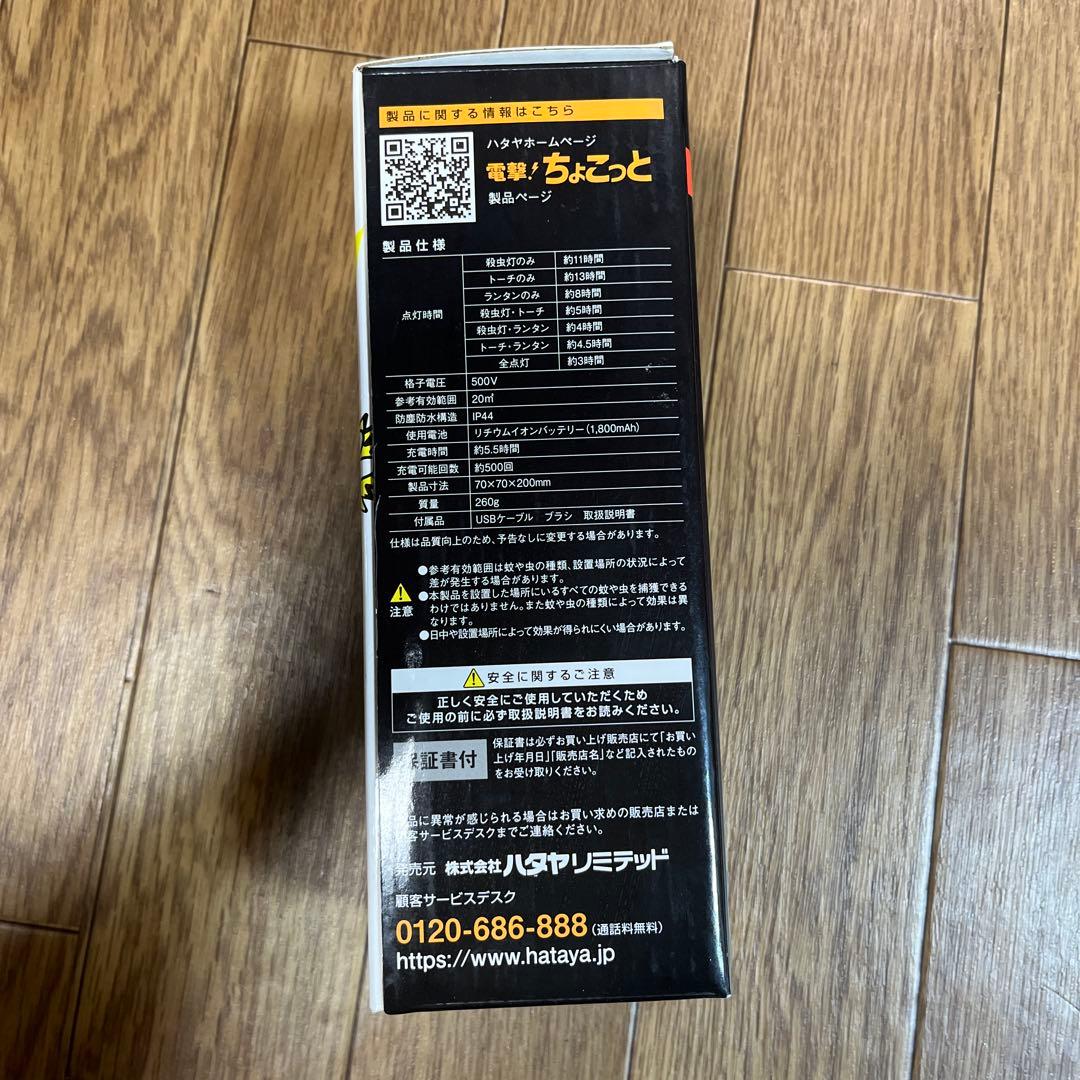 製品に関する情報はこちら
ハタヤホームページ
電撃!ちょこっと
製品ページ
製品仕様
点灯時間
殺虫灯のみ 約11時間
トーチのみ 約13時間
ランタンのみ 約8時間
殺虫灯・トーチ 約5時間
殺虫灯・ランタン 約4時間
トーチ・ランタン 約4.5時間
全点灯 約3時間
格子電圧 500V
参考有効範囲 20㎡
防塵防水構造 IP44
使用電池 リチウムイオンバッテリー(1,800mAh)
充電時間 約5.5時間
充電可能回数 約500回
製品寸法 70×70×200mm
質量 260g
付属品 USBケーブル ブラシ 取扱説明書
仕様は品質向上のため、予告なしに変更する場合があります。
注意
●参考有効範囲は蚊や虫の種類、設置場所の状況によって
差が発生する場合があります。
●本製品を設置した場所にいるすべての蚊や虫を捕獲できる
わけではありません。また蚊や虫の種類によって効果は異
なります。
●日中や設置場所によって効果が得られにくい場合があります。
安全に関するご注意
正しく安全にご使用していただくため
ご使用の前に必ず取扱説明書をお読みください。
保証書付
保証書は必ずお買い上げ販売店にて「お買い
上げ年月日」「販売店名」など記入されたもの
をお受け取りください。
品に異常が感じられる場合はお買い求めの販売店または
客サービスデスクまでご連絡ください。
発売元 株式会社ハタヤリミテッド
顧客サービスデスク
0120-686-888(通話料無料)
https://www.hataya.jp